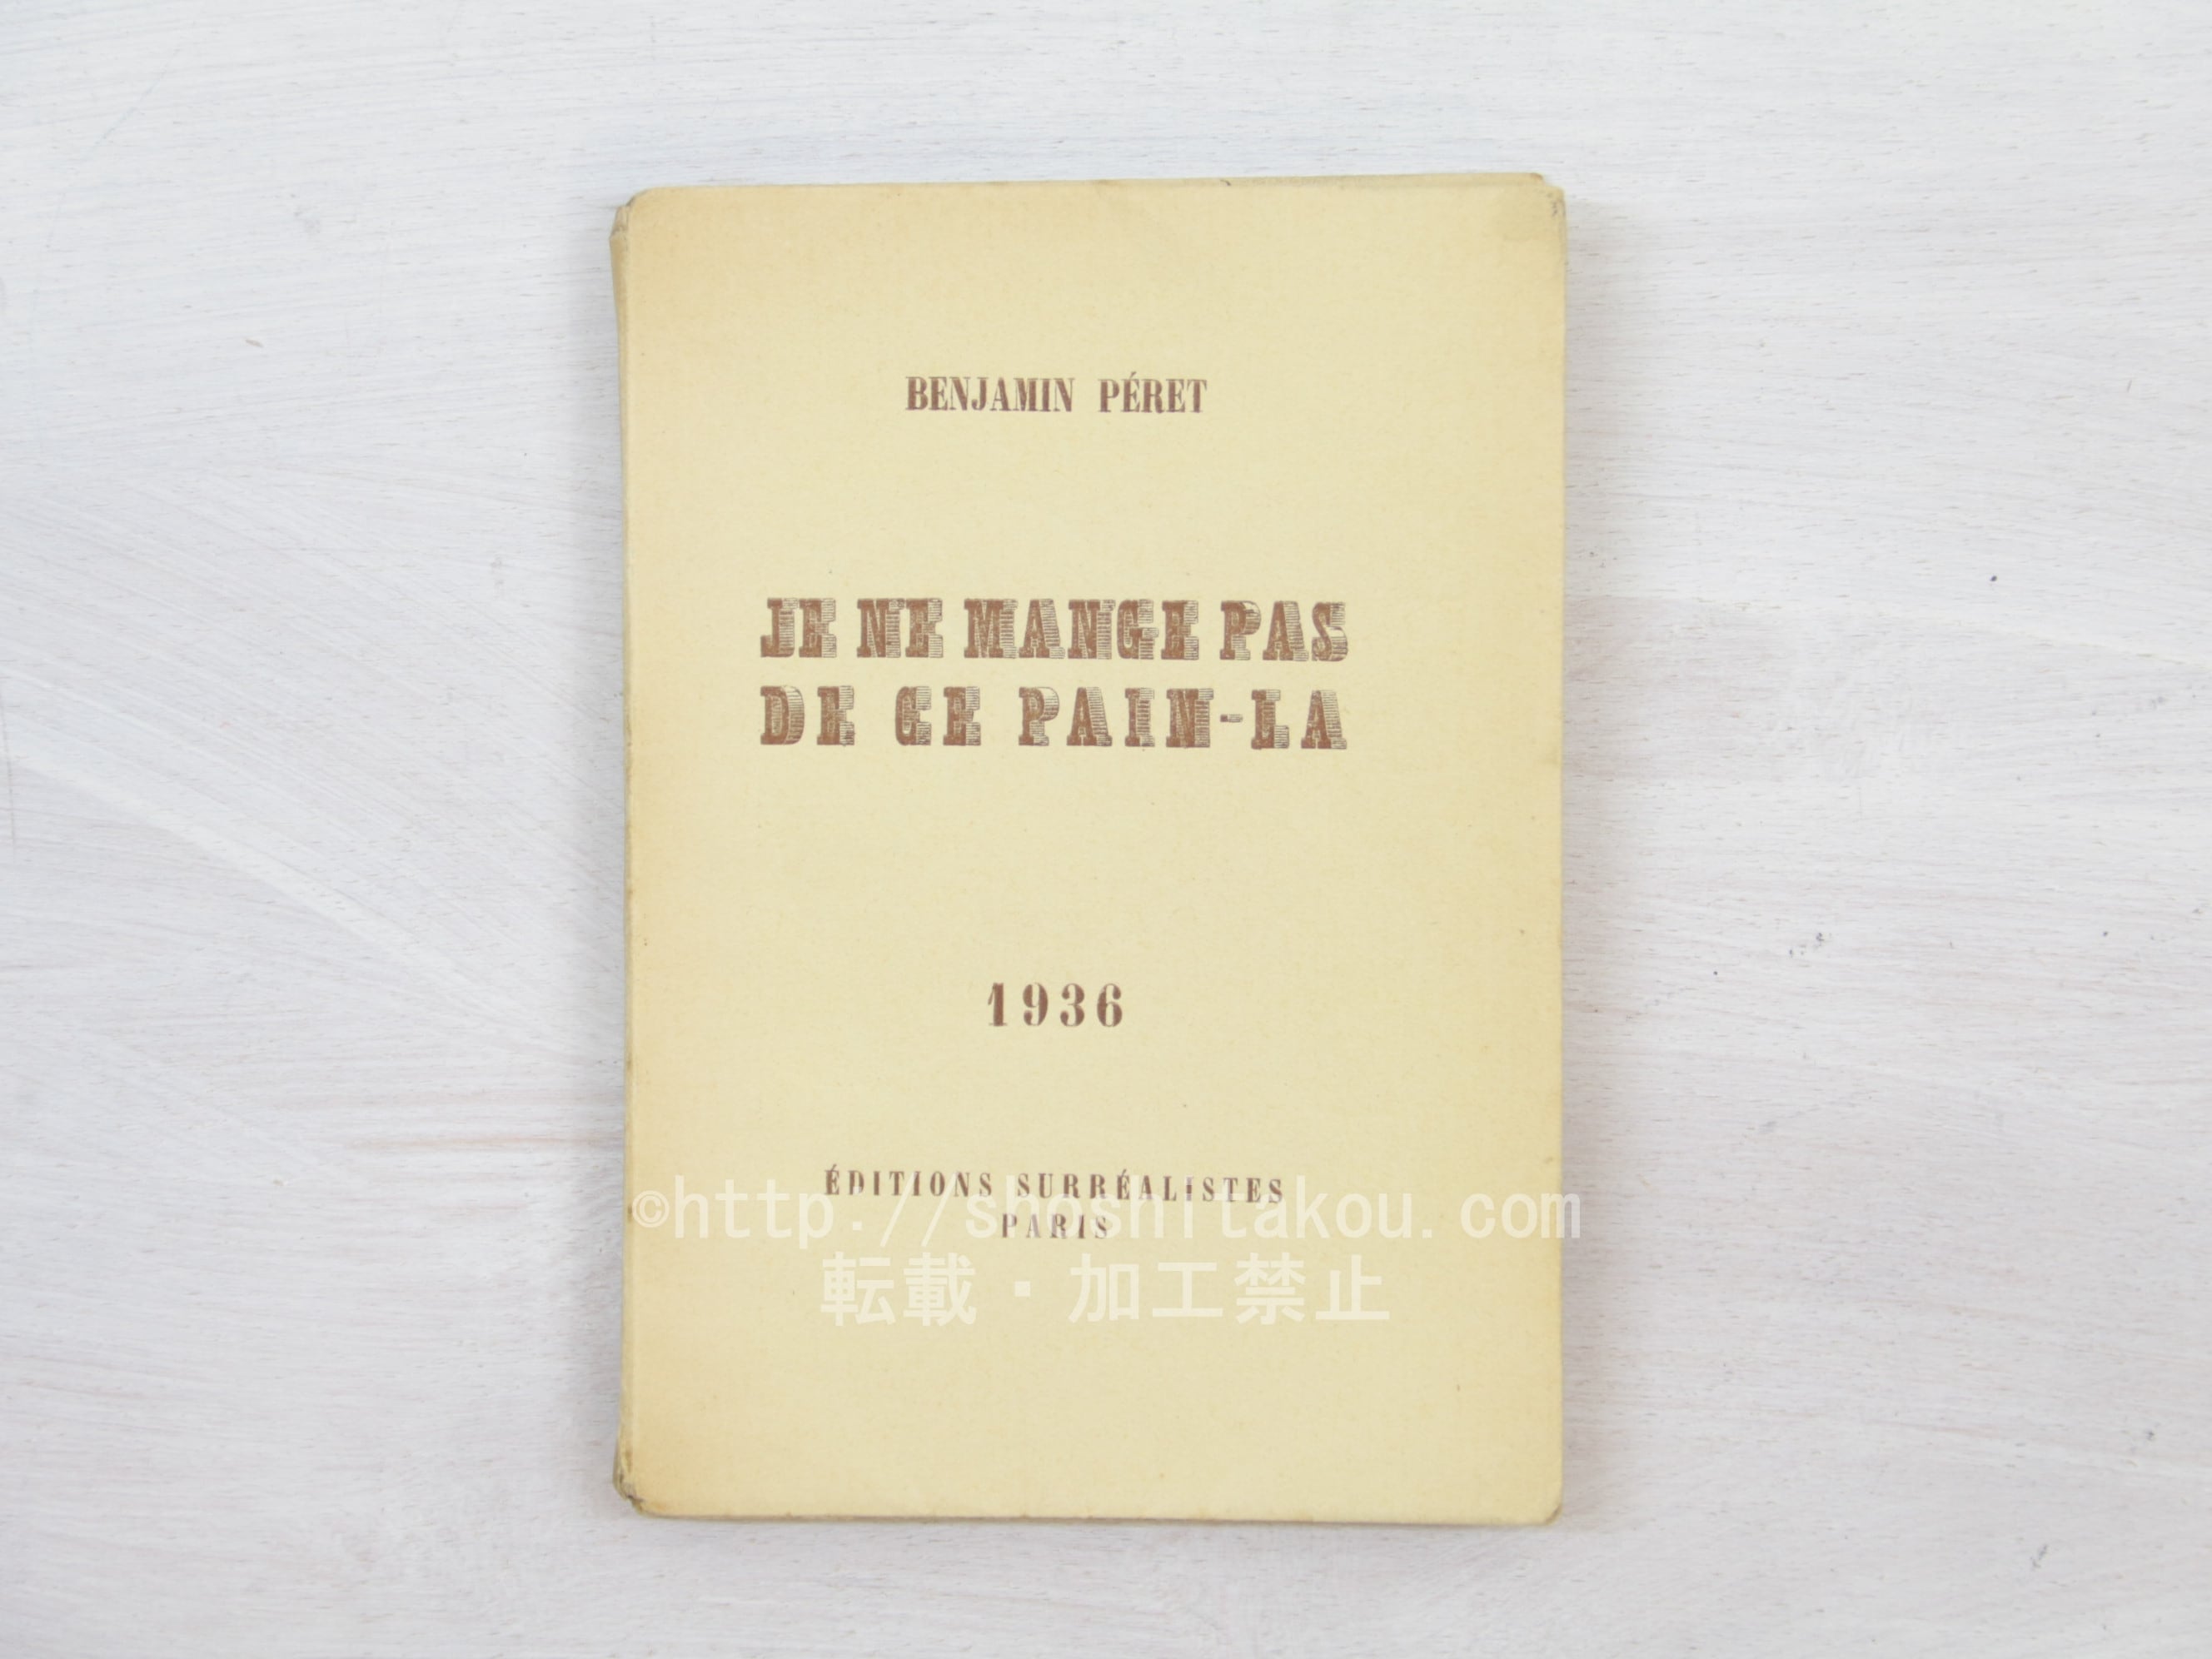 BENJAMIN PÉRET
JE NE MANGE PAS
DE CE PAIN-LA
1936
ÉDITIONS SURRÉALISTES
©http://shoshitakou.com
PARIS
転載・加工禁止